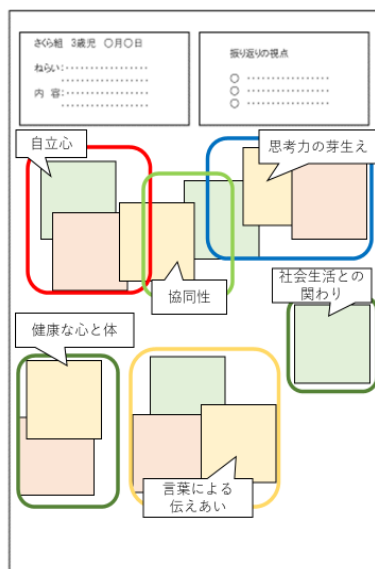 さくら組 3歳児 〇月〇日
ねらい：‥‥‥‥‥‥‥‥
‥‥‥‥‥‥‥‥
内 容：‥‥‥‥‥‥‥‥
‥‥‥‥‥‥‥‥
振り返りの視点
〇 ‥‥‥‥‥‥‥‥
〇 ‥‥‥‥‥‥‥‥
〇 ‥‥‥‥‥‥‥‥
自立心
思考力の芽生え
協同性
社会生活との
関わり
健康な心と体
言葉による
伝えあい